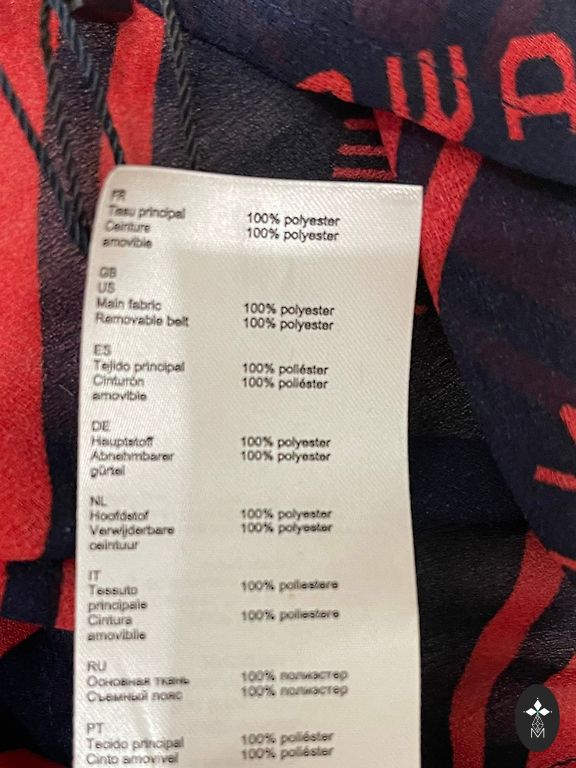 FR
Tissu principal 100% polyester
Ceinture 100% polyester
amovible
GB
US
Main fabric 100% polyester
Removable belt 100% polyester
ES
Tejido principal 100% poliéster
Cinturón 100% poliéster
amovible
DE
Hauptstoff 100% polyester
Abnehmbarer 100% polyester
gürtel
NL
Hoofdstof 100% polyester
Verwijderbare 100% polyester
ceintuur
IT
Tessuto 100% poliestere
principale
Cintura 100% poliestere
amovibile
RU
Основная ткань 100% полиэстер
Съемный пояс 100% полиэстер
PT
Tecido principal 100% poliéster
Cinto amovível 100% poliéster